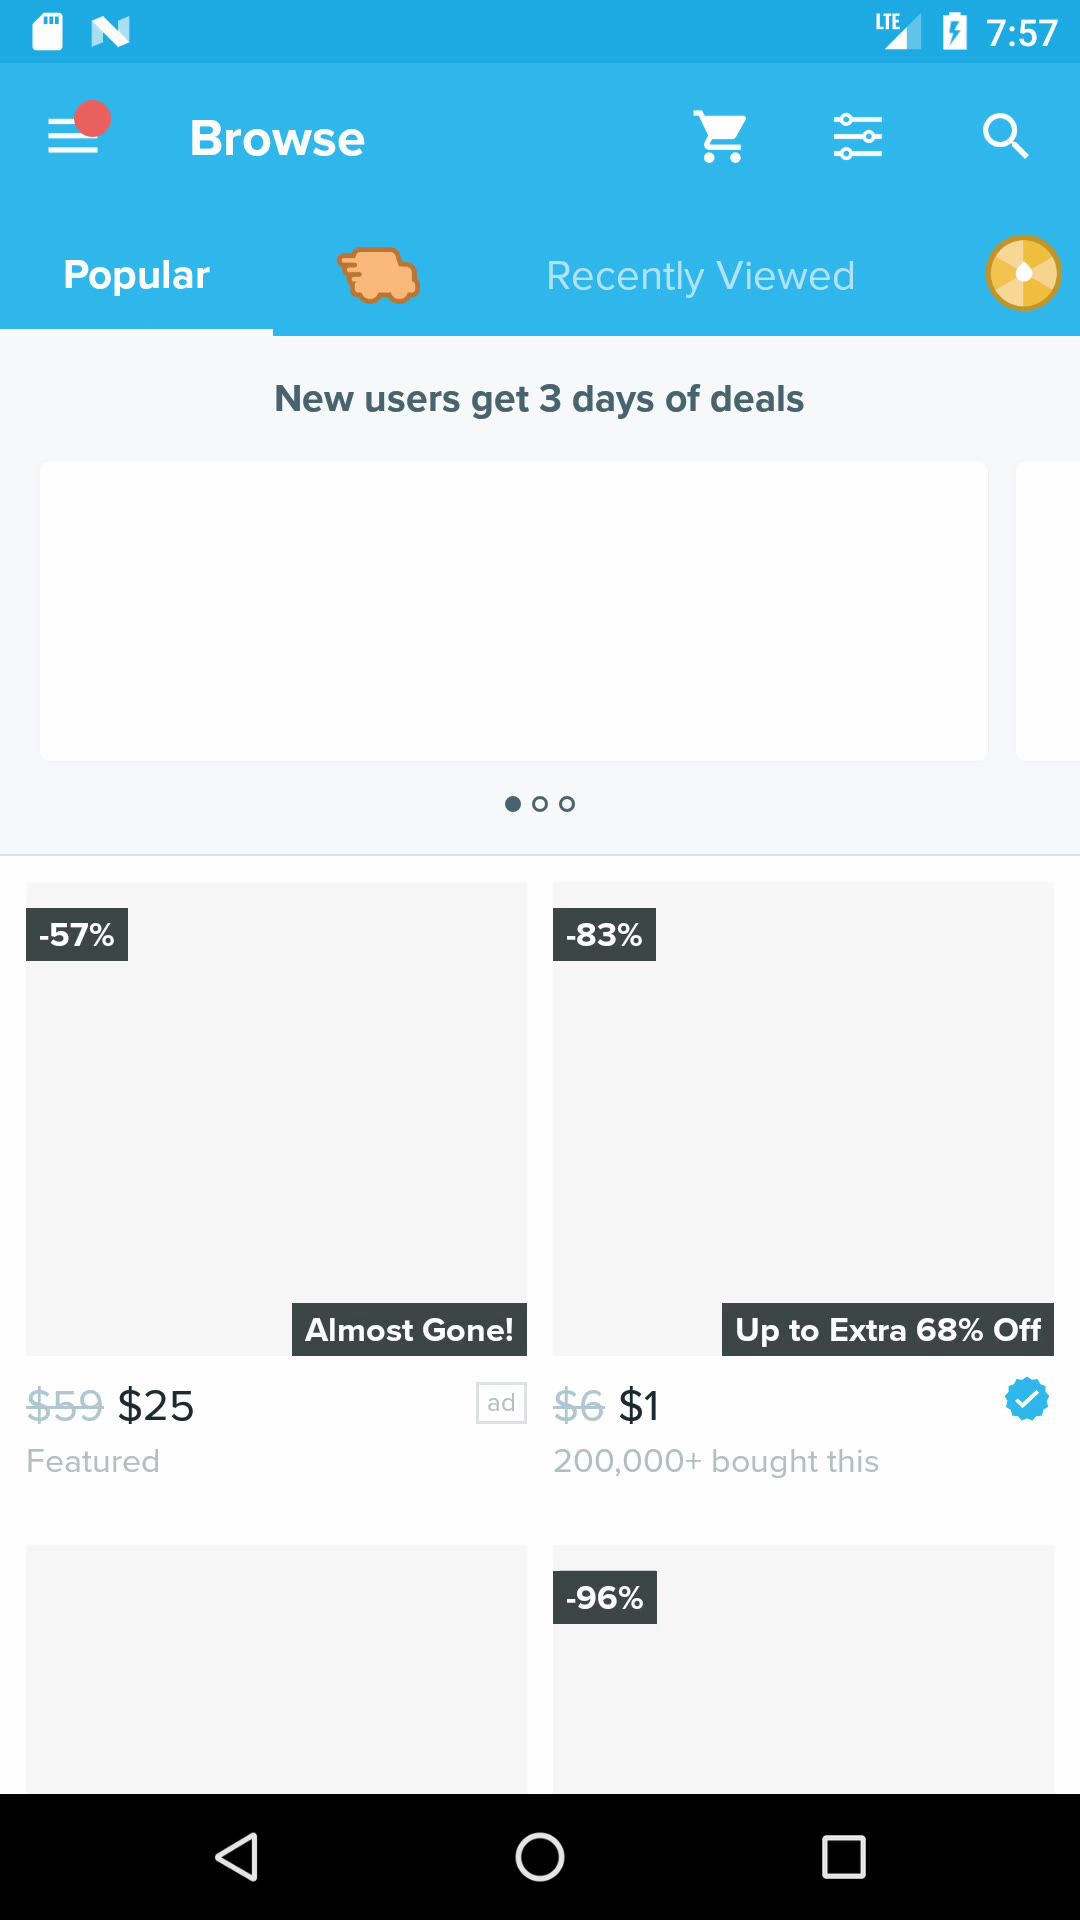 LTE 7:57
Browse
Popular
Recently Viewed
New users get 3 days of deals
-57%
-83%
Almost Gone!
Up to Extra 68% Off
$59 $25
ad
$6 $1
Featured
200,000+ bought this
-96%